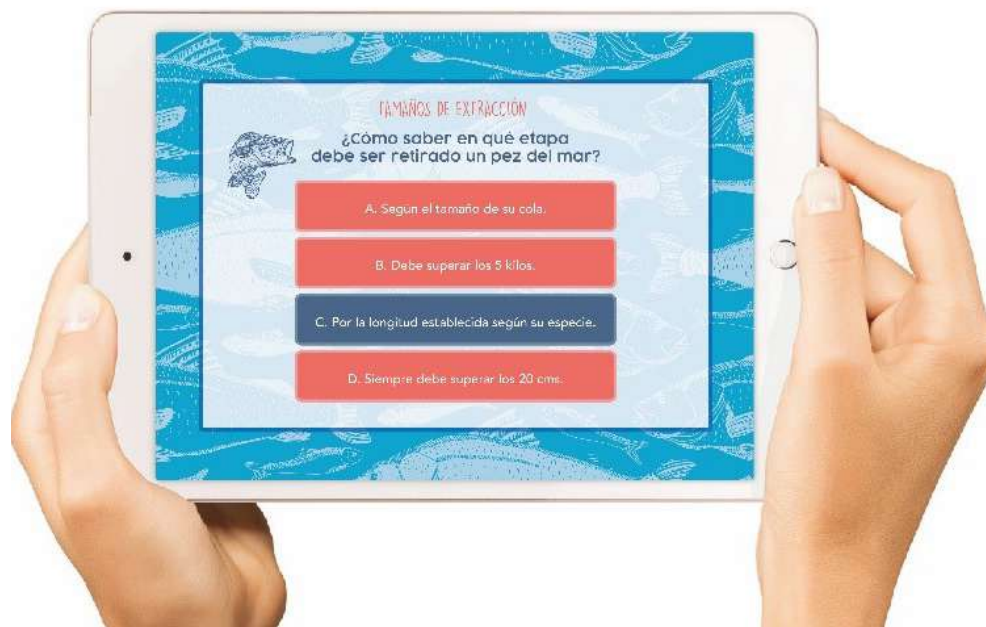 TAMAÑOS DE EXTRACCIÓN
¿Cómo saber en qué etapa
debe ser retirado un pez del mar?
A. Según el tamaño de su cola.
B. Debe superar los 5 kilos.
C. Por la longitud establecida según su especie.
D. Siempre debe superar los 20 cms.